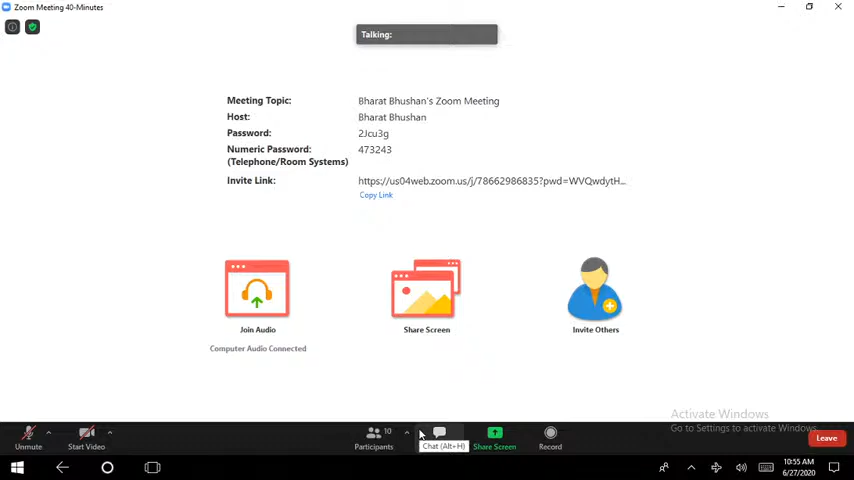 Zoom Meeting 40-Minutes
Talking:
Meeting Topic: Bharat Bhushan's Zoom Meeting
Host: Bharat Bhushan
Password: 2Jcu3g
Numeric Password: 473243
(Telephone/Room Systems)
Invite Link: https://us04web.zoom.us/j/78662986835?pwd=WVQwdytH...
Copy Link
Join Audio
Share Screen
Invite Others
Computer Audio Connected
Activate Windows
Go to Settings to activate Windows.
Unmute
Start Video
10
Participants
Chat (Alt+H)
Share Screen
Record
Leave
10:55 AM
6/27/2020